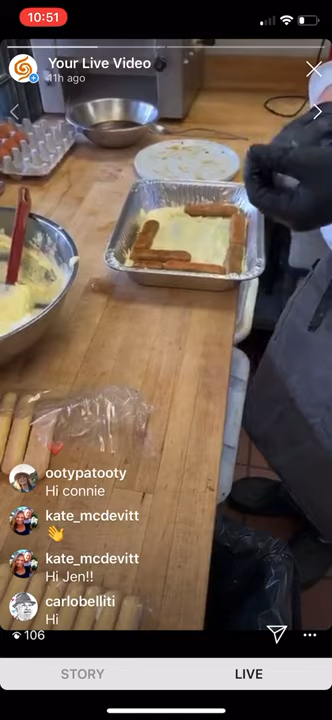 10:51
Your Live Video
11h ago
ootypatooty
Hi connie
kate_mcdevitt
👋
kate_mcdevitt
Hi Jen!!
carlobelliti
Hi
106
STORY
LIVE